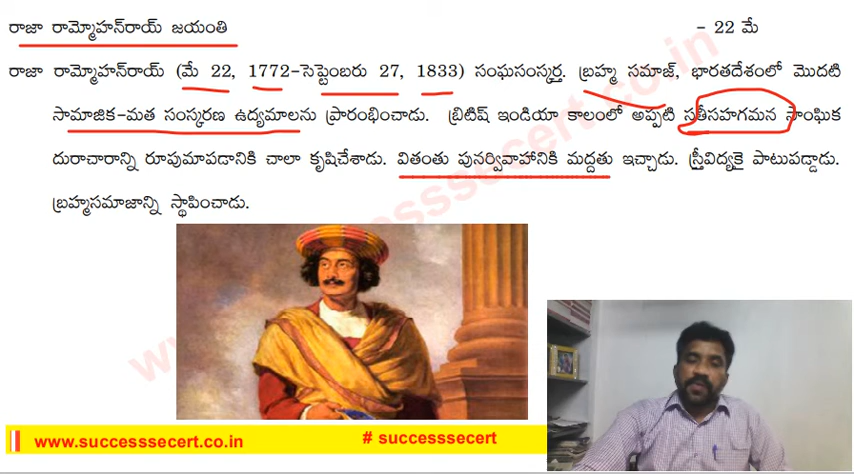 రాజా రామ్మోహన్‌రాయ్ జయంతి - 22 మే
రాజా రామ్మోహన్‌రాయ్ (మే 22, 1772-సెప్టెంబరు 27, 1833) సంఘసంస్కర్త. బ్రహ్మ సమాజ్, భారతదేశంలో మొదటి
సామాజిక-మత సంస్కరణ ఉద్యమాలను ప్రారంభించాడు. బ్రిటిష్ ఇండియా కాలంలో అప్పటి సతీసహగమన సాంఘిక
దురాచారాన్ని రూపుమాపడానికి చాలా కృషిచేశాడు. వితంతు పునర్వివాహానికి మద్దతు ఇచ్చాడు. స్త్రీవిద్యకై పాటుపడ్డాడు.
బ్రహ్మసమాజాన్ని స్థాపించాడు.
www.successsecert.co.in # successsecert